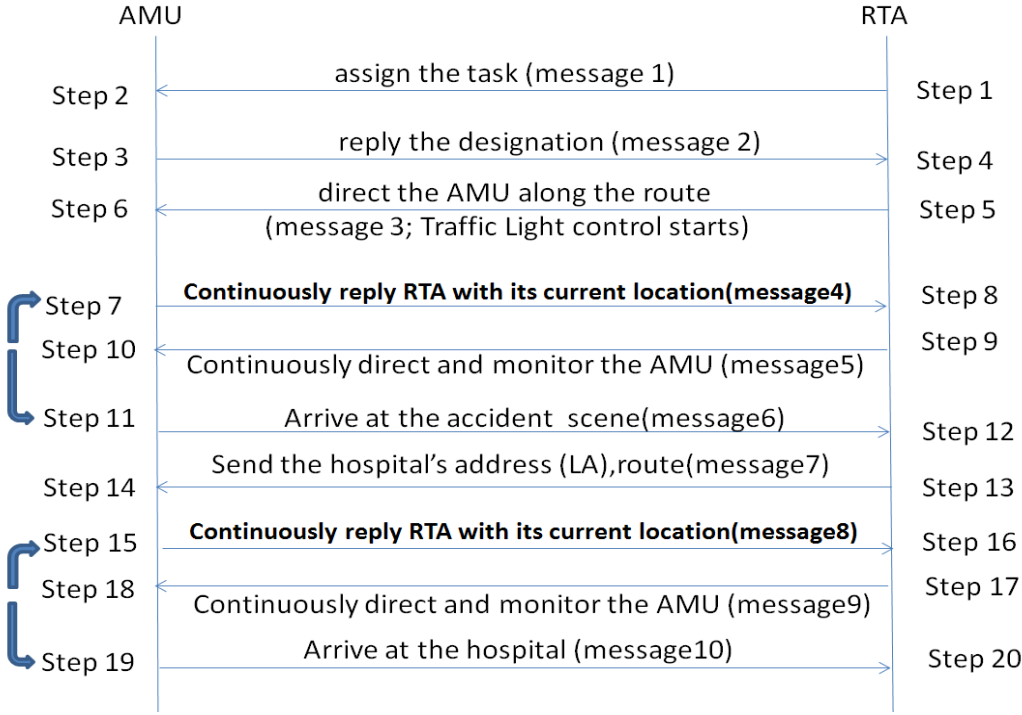 AMU RTA
assign the task (message 1)
Step 2 Step 1
reply the designation (message 2)
Step 3 Step 4
direct the AMU along the route
Step 6 Step 5
(message 3; Traffic Light control starts)
Continuously reply RTA with its current location(message4)
Step 7 Step 8
Step 10 Step 9
Continuously direct and monitor the AMU (message5)
Step 11 Arrive at the accident scene(message6)
Step 12
Send the hospital's address (LA),route(message7)
Step 14 Step 13
Continuously reply RTA with its current location(message8)
Step 15 Step 16
Step 18 Step 17
Continuously direct and monitor the AMU (message9)
Arrive at the hospital (message10)
Step 19 Step 20